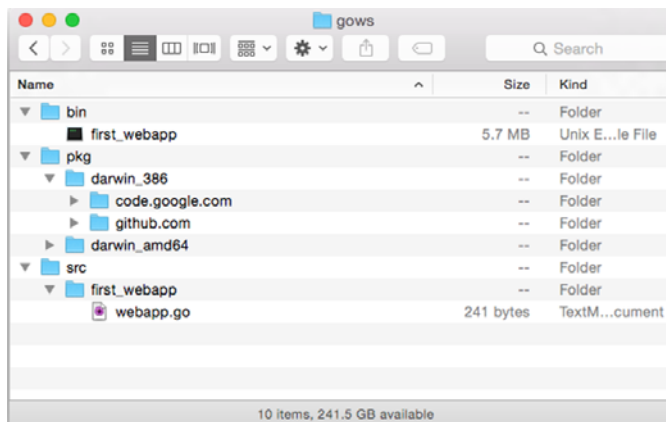 gows
Search
Name Size Kind
bin -- Folder
first_webapp 5.7 MB Unix E...le File
pkg -- Folder
darwin_386 -- Folder
code.google.com -- Folder
github.com -- Folder
darwin_amd64 -- Folder
src -- Folder
first_webapp -- Folder
webapp.go 241 bytes TextM...cument
10 items, 241.5 GB available